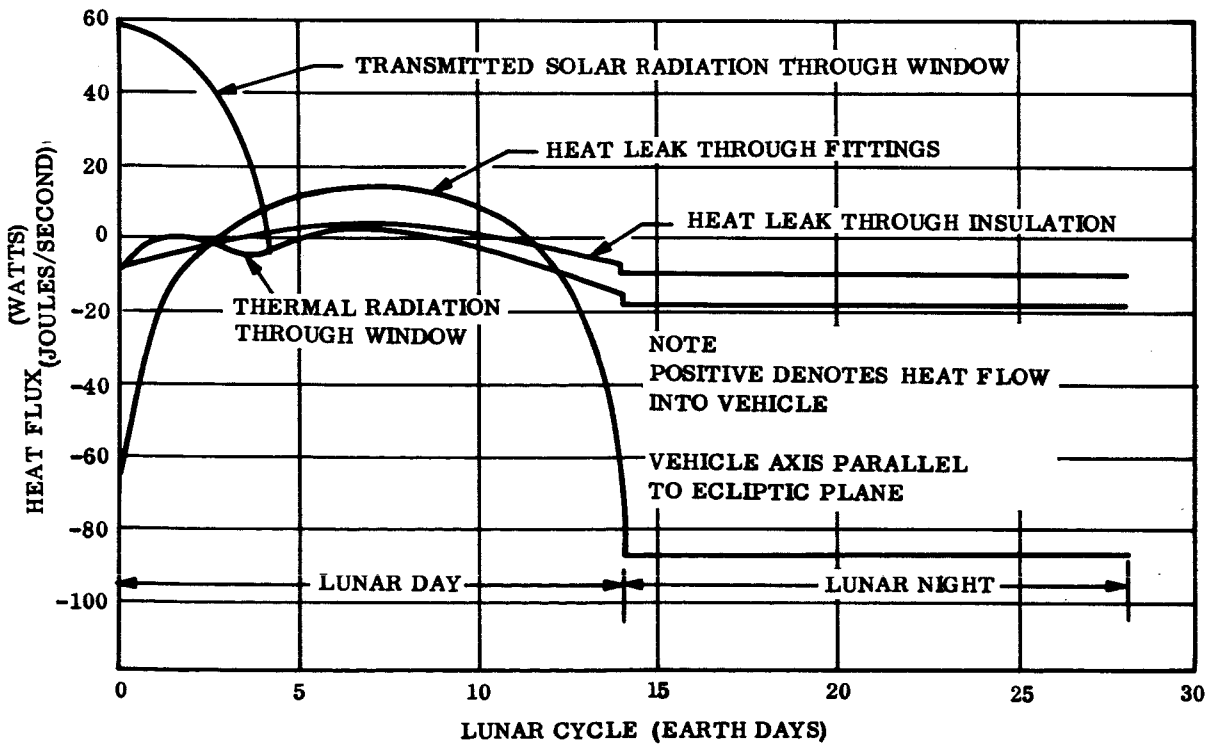 60
40
20
0
-20
-40
-60
-80
-100
HEAT FLUX (WATTS)
(JOULES/SECOND)
TRANSMITTED SOLAR RADIATION THROUGH WINDOW
HEAT LEAK THROUGH FITTINGS
HEAT LEAK THROUGH INSULATION
THERMAL RADIATION
THROUGH WINDOW
NOTE
POSITIVE DENOTES HEAT FLOW
INTO VEHICLE
VEHICLE AXIS PARALLEL
TO ECLIPTIC PLANE
LUNAR DAY
LUNAR NIGHT
0 5 10 15 20 25 30
LUNAR CYCLE (EARTH DAYS)